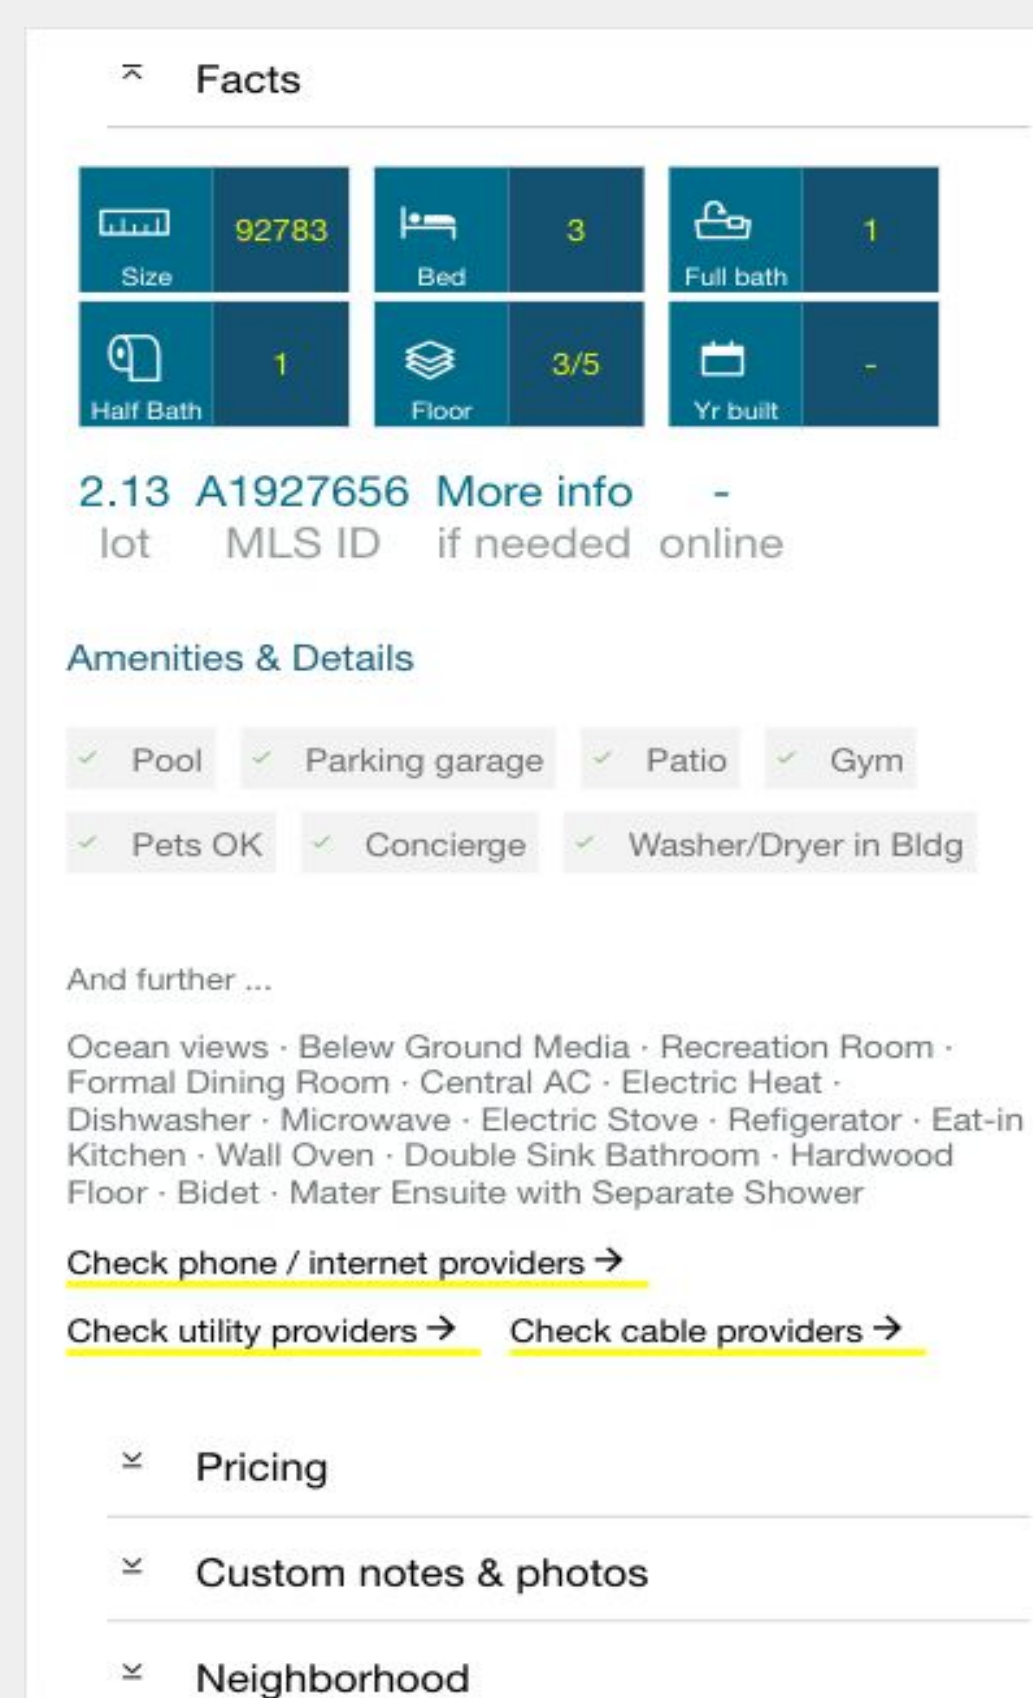 Facts
92783 3 1
Size Bed Full bath
1 3/5 -
Half Bath Floor Yr built
2.13 A1927656 More info -
lot MLS ID if needed online
Amenities & Details
Pool Parking garage Patio Gym
Pets OK Concierge Washer/Dryer in Bldg
And further ...
Ocean views · Belew Ground Media · Recreation Room ·
Formal Dining Room · Central AC · Electric Heat ·
Dishwasher · Microwave · Electric Stove · Refigerator · Eat-in
Kitchen · Wall Oven · Double Sink Bathroom · Hardwood
Floor · Bidet · Mater Ensuite with Separate Shower
Check phone / internet providers →
Check utility providers → Check cable providers →
Pricing
Custom notes & photos
Neighborhood